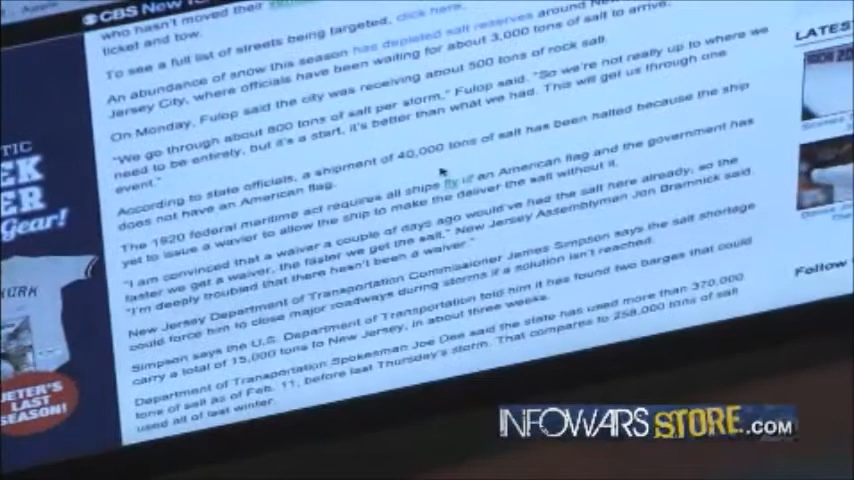 CBS New
who hasn't moved their
ticket and tow.
To see a full list of streets being targeted, click here.
An abundance of snow this season has depleted salt reserves around
Jersey City, where officials have been waiting for about 3,000 tons of salt to arrive.
On Monday, Fulop said the city was receiving about 500 tons of rock salt.
"We go through about 800 tons of salt per storm," Fulop said. "So we're not really up to where we
need to be entirely, but it's a start, it's better than what we had. This will get us through one
event."
According to state officials, a shipment of 40,000 tons of salt has been halted because the ship
does not have an American flag.
The 1920 federal maritime act requires all ships fly of an American flag and the government has
yet to issue a wavier to allow the ship to make the deliver the salt without it.
"I am convinced that a waiver a couple of days ago would've had the salt here already, so the
faster we get a waiver, the faster we get the salt," New Jersey Assemblyman Jon Bramnick said.
"I'm deeply troubled that there hasn't been a waiver."
New Jersey Department of Transportation Commissioner James Simpson says the salt shortage
could force him to close major roadways during storms if a solution isn't reached.
Simpson says the U.S. Department of Transportation told him it has found two barges that could
carry a total of 15,000 tons to New Jersey, in about three weeks.
Department of Transportation Spokesman Joe Dee said the state has used more than 370,000
tons of salt as of Feb. 11, before last Thursday's storm. That compares to 258,000 tons of salt
used all of last winter.
TIC
EK
ER
Gear!
JETER'S
LAST
SEASON!
LATES
Follow
INFOWARS STORE.COM